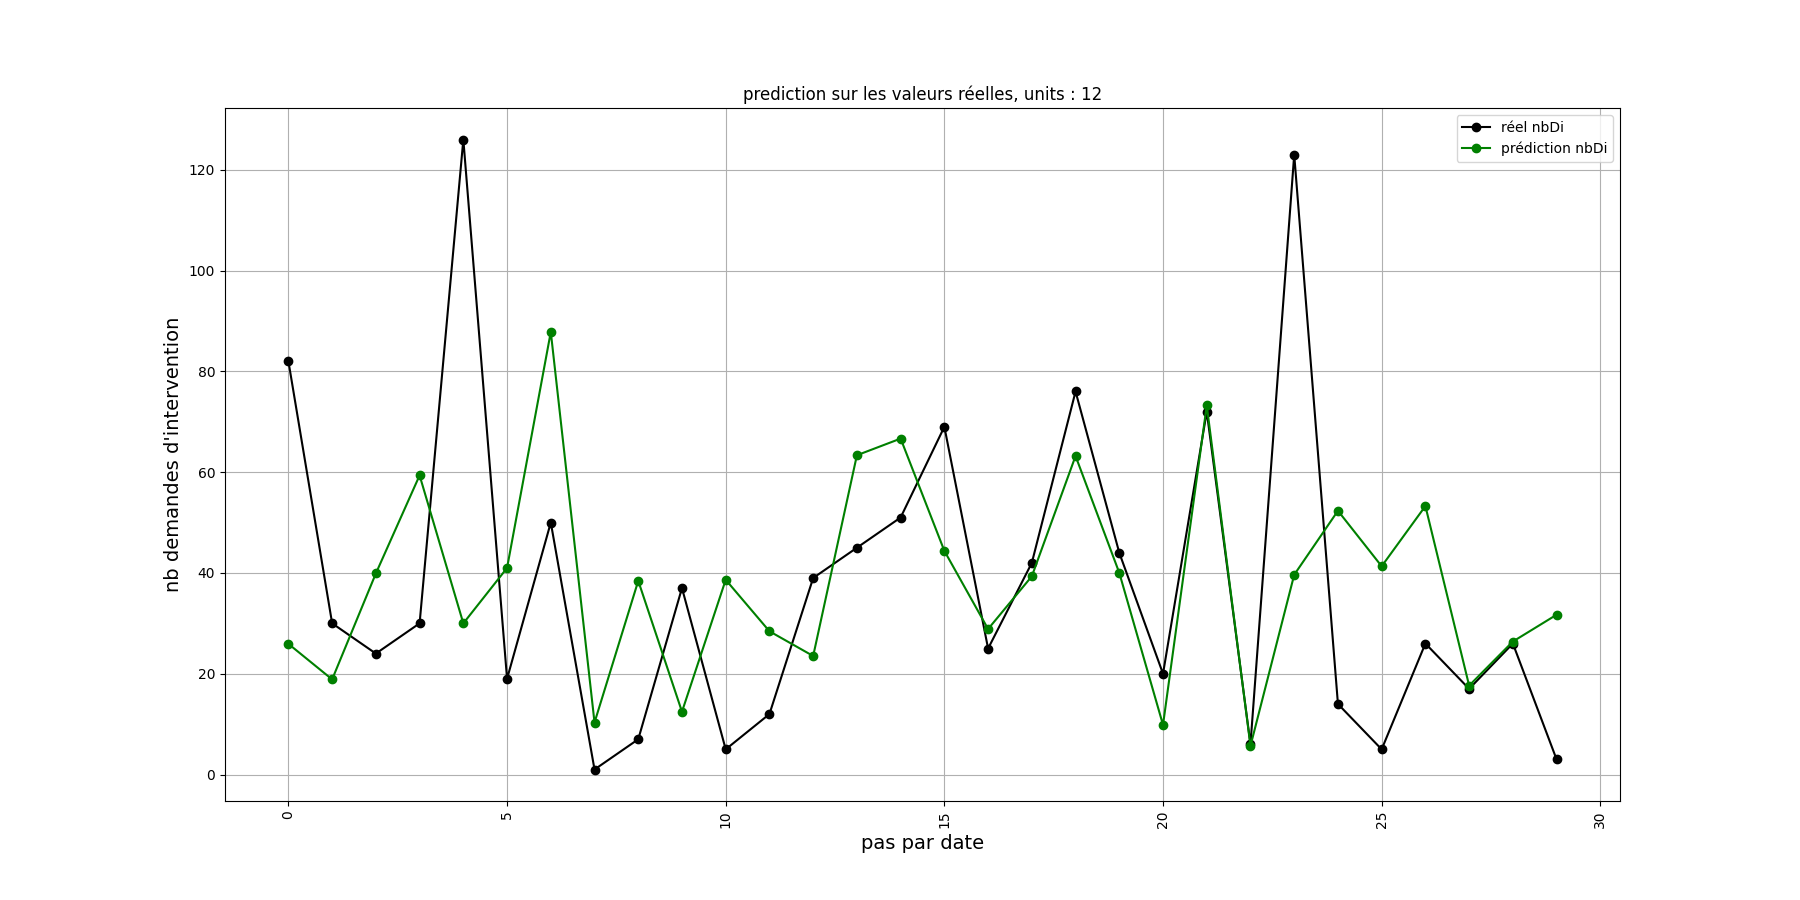 prediction sur les valeurs réelles, units : 12
réel nbDi
prédiction nbDi
nb demandes d'intervention
120
100
80
60
40
20
0
0
5
10
15
20
25
30
pas par date